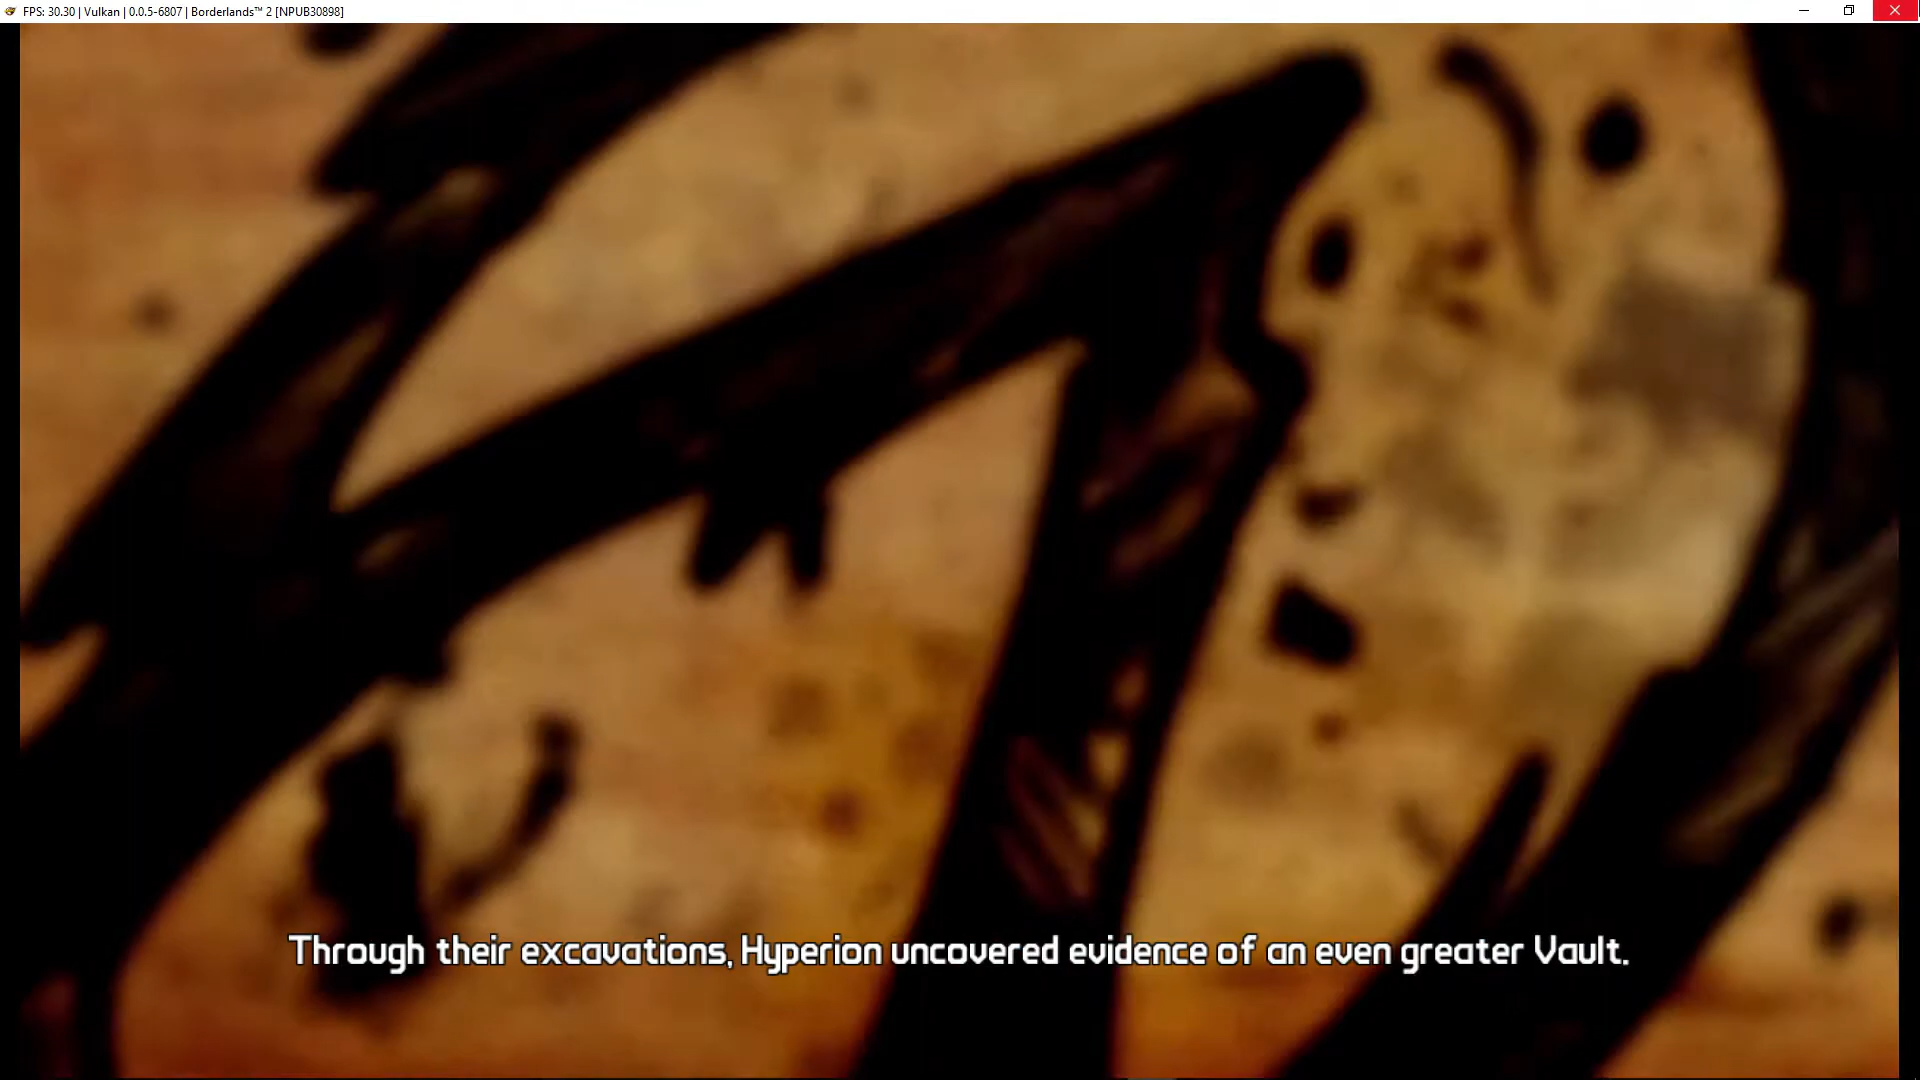 FPS: 30.30 | Vulkan | 0.0.5-6807 | Borderlands™ 2 [NPUB30898]
Through their excavations, Hyperion uncovered evidence of an even greater Vault.